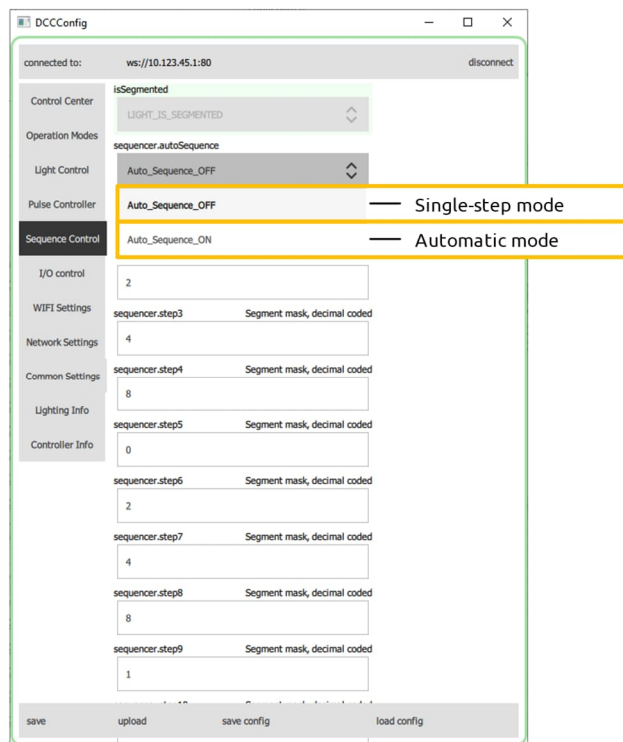 DCCConfig
connected to: ws://10.123.45.1:80 disconnect
Control Center
Operation Modes
Light Control
Pulse Controller
Sequence Control
I/O control
WIFI Settings
Network Settings
Common Settings
Lighting Info
Controller Info
isSegmented
LIGHT_IS_SEGMENTED
sequencer.autoSequence
Auto_Sequence_OFF
Auto_Sequence_OFF Single-step mode
Auto_Sequence_ON Automatic mode
2
sequencer.step3 Segment mask, decimal coded
4
sequencer.step4 Segment mask, decimal coded
8
sequencer.step5 Segment mask, decimal coded
0
sequencer.step6 Segment mask, decimal coded
2
sequencer.step7 Segment mask, decimal coded
4
sequencer.step8 Segment mask, decimal coded
8
sequencer.step9 Segment mask, decimal coded
1
save upload save config load config